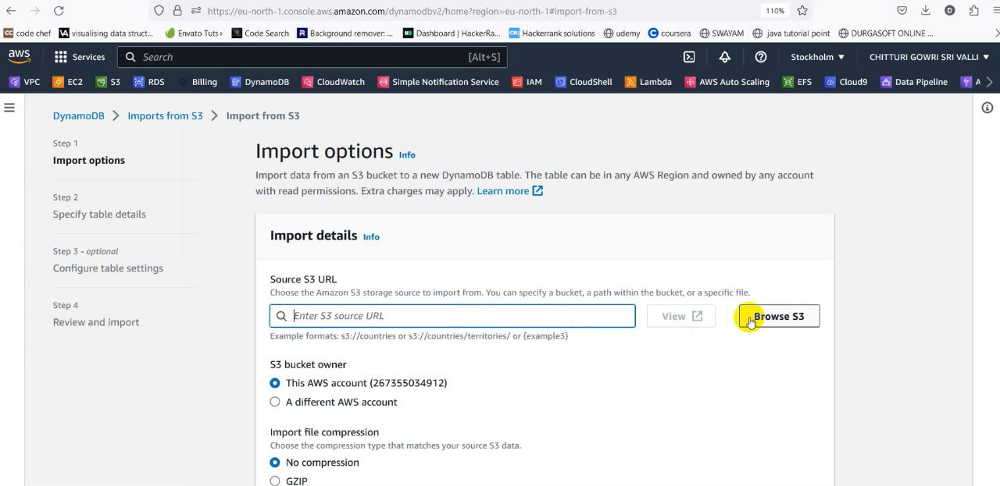 https://eu-north-1.console.aws.amazon.com/dynamodbv2/home?region=eu-north-1#import-from-s3 110%
code chef visualising data struct... Envato Tuts+ Code Search Background remover: ... Dashboard | HackerRa... Hackerrank solutions udemy coursera SWAYAM java tutorial point DURGASOFT ONLINE ...
aws Services Search [Alt+S] Stockholm CHITTURI GOWRI SRI VALLI
VPC EC2 S3 RDS Billing DynamoDB CloudWatch Simple Notification Service IAM CloudShell Lambda AWS Auto Scaling EFS Cloud9 Data Pipeline A
DynamoDB Imports from S3 Import from S3
Step 1
Import options
Step 2
Specify table details
Step 3 - optional
Configure table settings
Step 4
Review and import
Import options Info
Import data from an S3 bucket to a new DynamoDB table. The table can be in any AWS Region and owned by any account
with read permissions. Extra charges may apply. Learn more
Import details Info
Source S3 URL
Choose the Amazon S3 storage source to import from. You can specify a bucket, a path within the bucket, or a specific file.
Enter S3 source URL View Browse S3
Example formats: s3://countries or s3://countries/territories/ or {example3}
S3 bucket owner
This AWS account (267355034912)
A different AWS account
Import file compression
Choose the compression type that matches your source S3 data.
No compression
GZIP